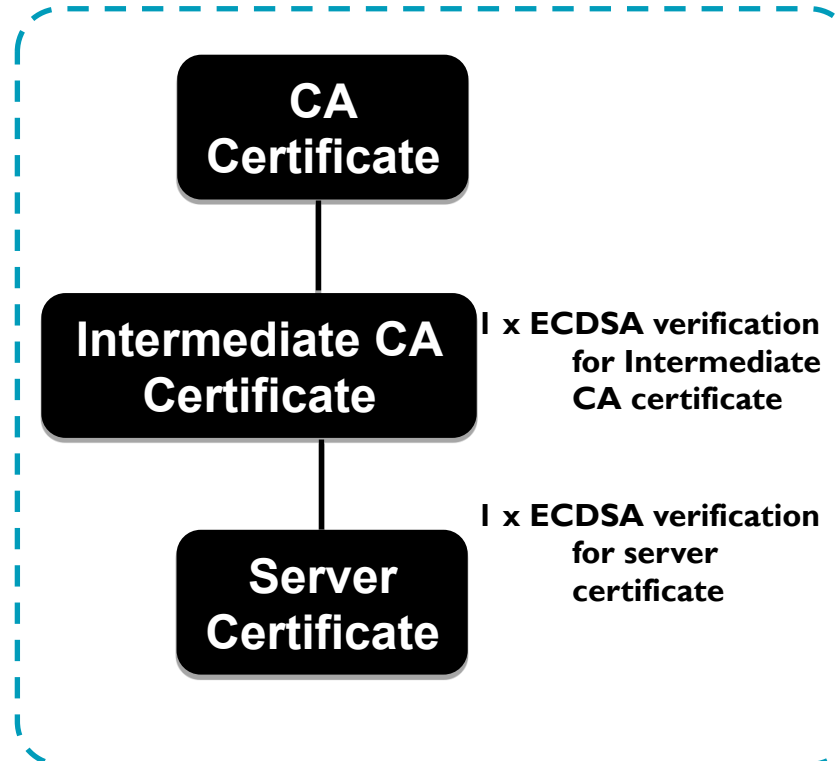 CA
Certificate
Intermediate CA
Certificate
1 x ECDSA verification
for Intermediate
CA certificate
Server
Certificate
1 x ECDSA verification
for server
certificate